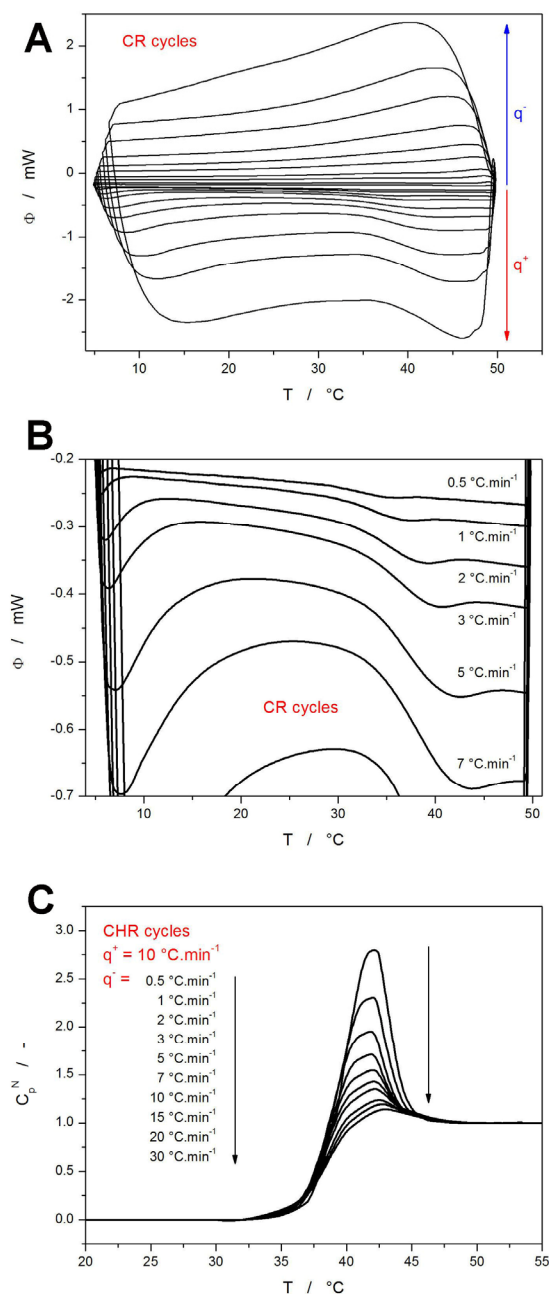 A
CR cycles
2
1
0
-1
-2
Φ / mW
q⁻
q⁺
10 20 30 40 50
T / °C
B
-0.2
-0.3
-0.4
-0.5
-0.6
-0.7
Φ / mW
0.5 °C.min⁻¹
1 °C.min⁻¹
2 °C.min⁻¹
3 °C.min⁻¹
5 °C.min⁻¹
CR cycles
7 °C.min⁻¹
10 20 30 40 50
T / °C
C
CHR cycles
q⁺ = 10 °C.min⁻¹
q⁻ = 0.5 °C.min⁻¹
1 °C.min⁻¹
2 °C.min⁻¹
3 °C.min⁻¹
5 °C.min⁻¹
7 °C.min⁻¹
10 °C.min⁻¹
15 °C.min⁻¹
20 °C.min⁻¹
30 °C.min⁻¹
3.0
2.5
2.0
1.5
1.0
0.5
0.0
Cₚᴺ / -
20 25 30 35 40 45 50 55
T / °C